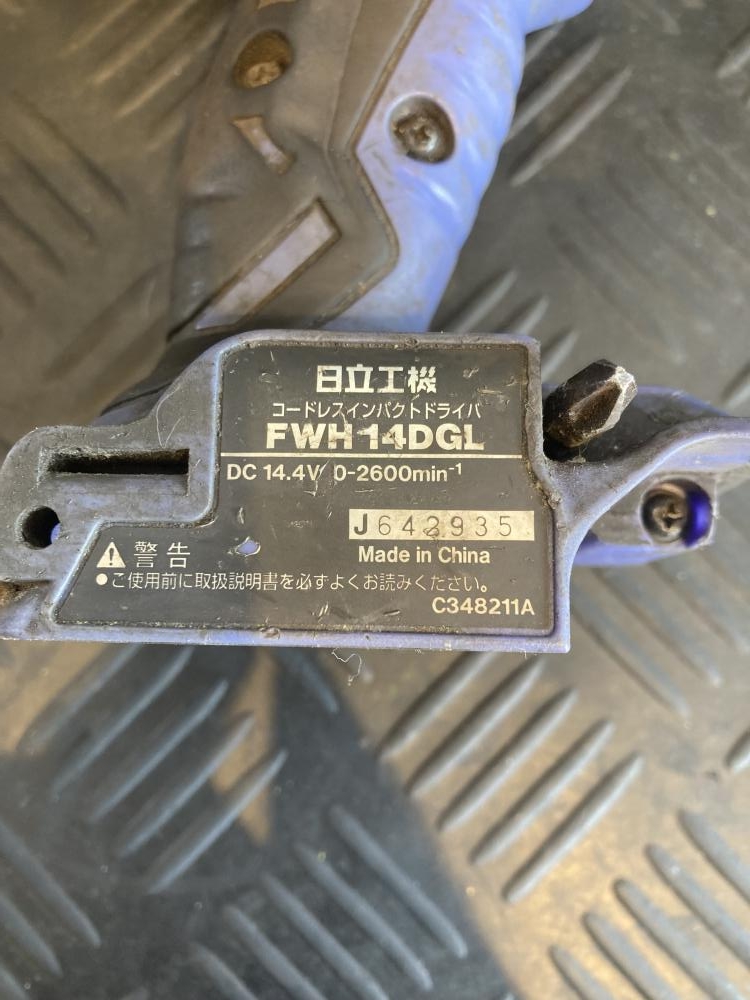 日立工機
コードレスインパクトドライバ
FWH 14DGL
DC 14.4V 0-2600min⁻¹
J642935
Made in China
警告
●ご使用前に取扱説明書を必ずよくお読みください。
C348211A